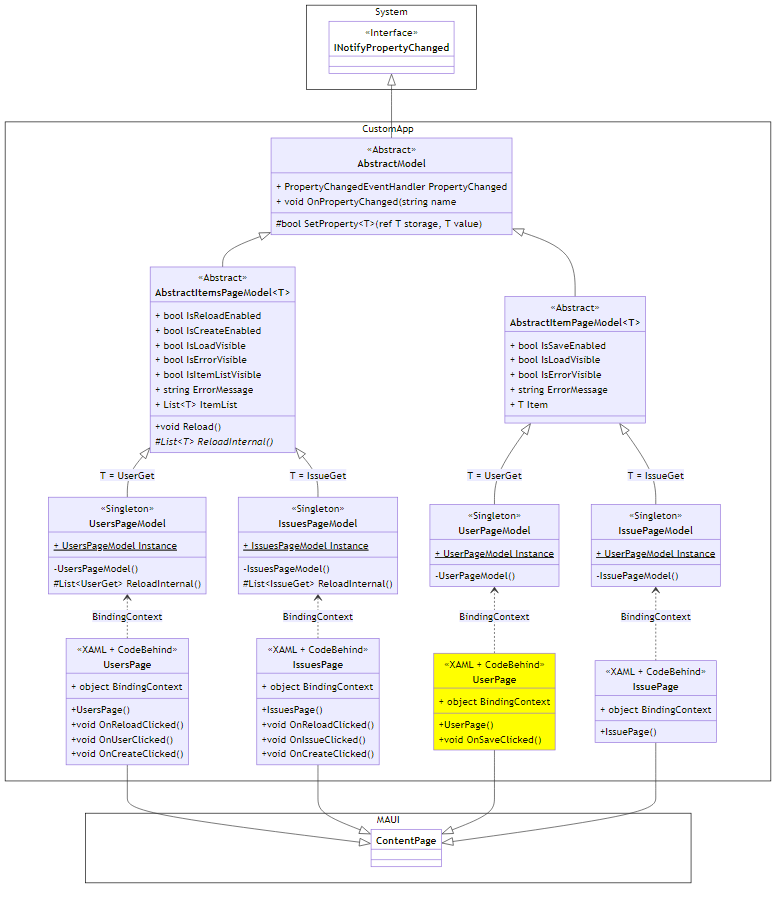 System
«Interface»
INotifyPropertyChanged
CustomApp
«Abstract»
AbstractModel
+ PropertyChangedEventHandler PropertyChanged
+ void OnPropertyChanged(string name
#bool SetProperty<T>(ref T storage, T value)
«Abstract»
AbstractItemsPageModel<T>
+ bool IsReloadEnabled
+ bool IsCreateEnabled
+ bool IsLoadVisible
+ bool IsErrorVisible
+ bool IsItemListVisible
+ string ErrorMessage
+ List<T> ItemList
+void Reload()
#List<T> ReloadInternal()
«Abstract»
AbstractItemPageModel<T>
+ bool IsSaveEnabled
+ bool IsLoadVisible
+ bool IsErrorVisible
+ string ErrorMessage
+ T Item
T = UserGet
T = IssueGet
T = UserGet
T = IssueGet
«Singleton»
UsersPageModel
+ UsersPageModel Instance
-UsersPageModel()
#List<UserGet> ReloadInternal()
«Singleton»
IssuesPageModel
+ IssuesPageModel Instance
-IssuesPageModel()
#List<IssueGet> ReloadInternal()
«Singleton»
UserPageModel
+ UserPageModel Instance
-UserPageModel()
«Singleton»
IssuePageModel
+ UserPageModel Instance
-IssuePageModel()
BindingContext
BindingContext
BindingContext
BindingContext
«XAML + CodeBehind»
UsersPage
+ object BindingContext
+UsersPage()
+void OnReloadClicked()
+void OnUserClicked()
+void OnCreateClicked()
«XAML + CodeBehind»
IssuesPage
+ object BindingContext
+IssuesPage()
+void OnReloadClicked()
+void OnIssueClicked()
+void OnCreateClicked()
«XAML + CodeBehind»
UserPage
+ object BindingContext
+UserPage()
+void OnSaveClicked()
«XAML + CodeBehind»
IssuePage
+ object BindingContext
+IssuePage()
MAUI
ContentPage